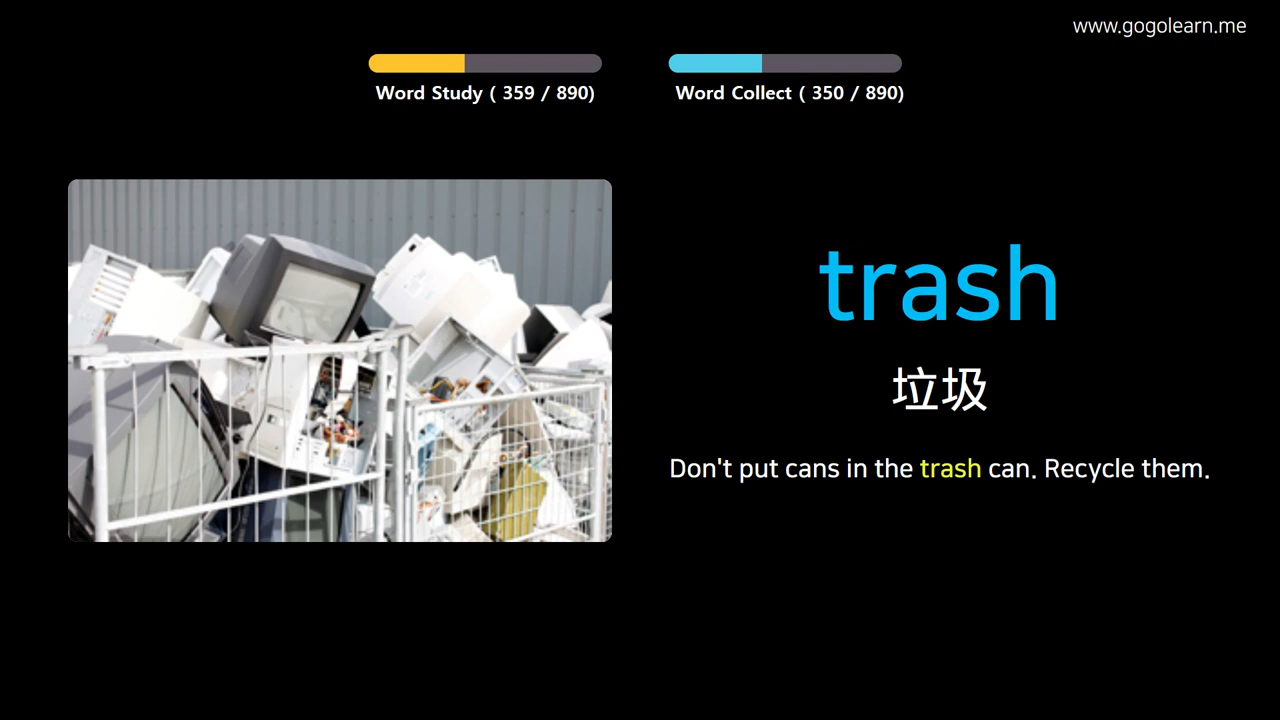 www.gogolearn.me
Word Study ( 359 / 890)
Word Collect ( 350 / 890)
trash
垃圾
Don't put cans in the trash can. Recycle them.